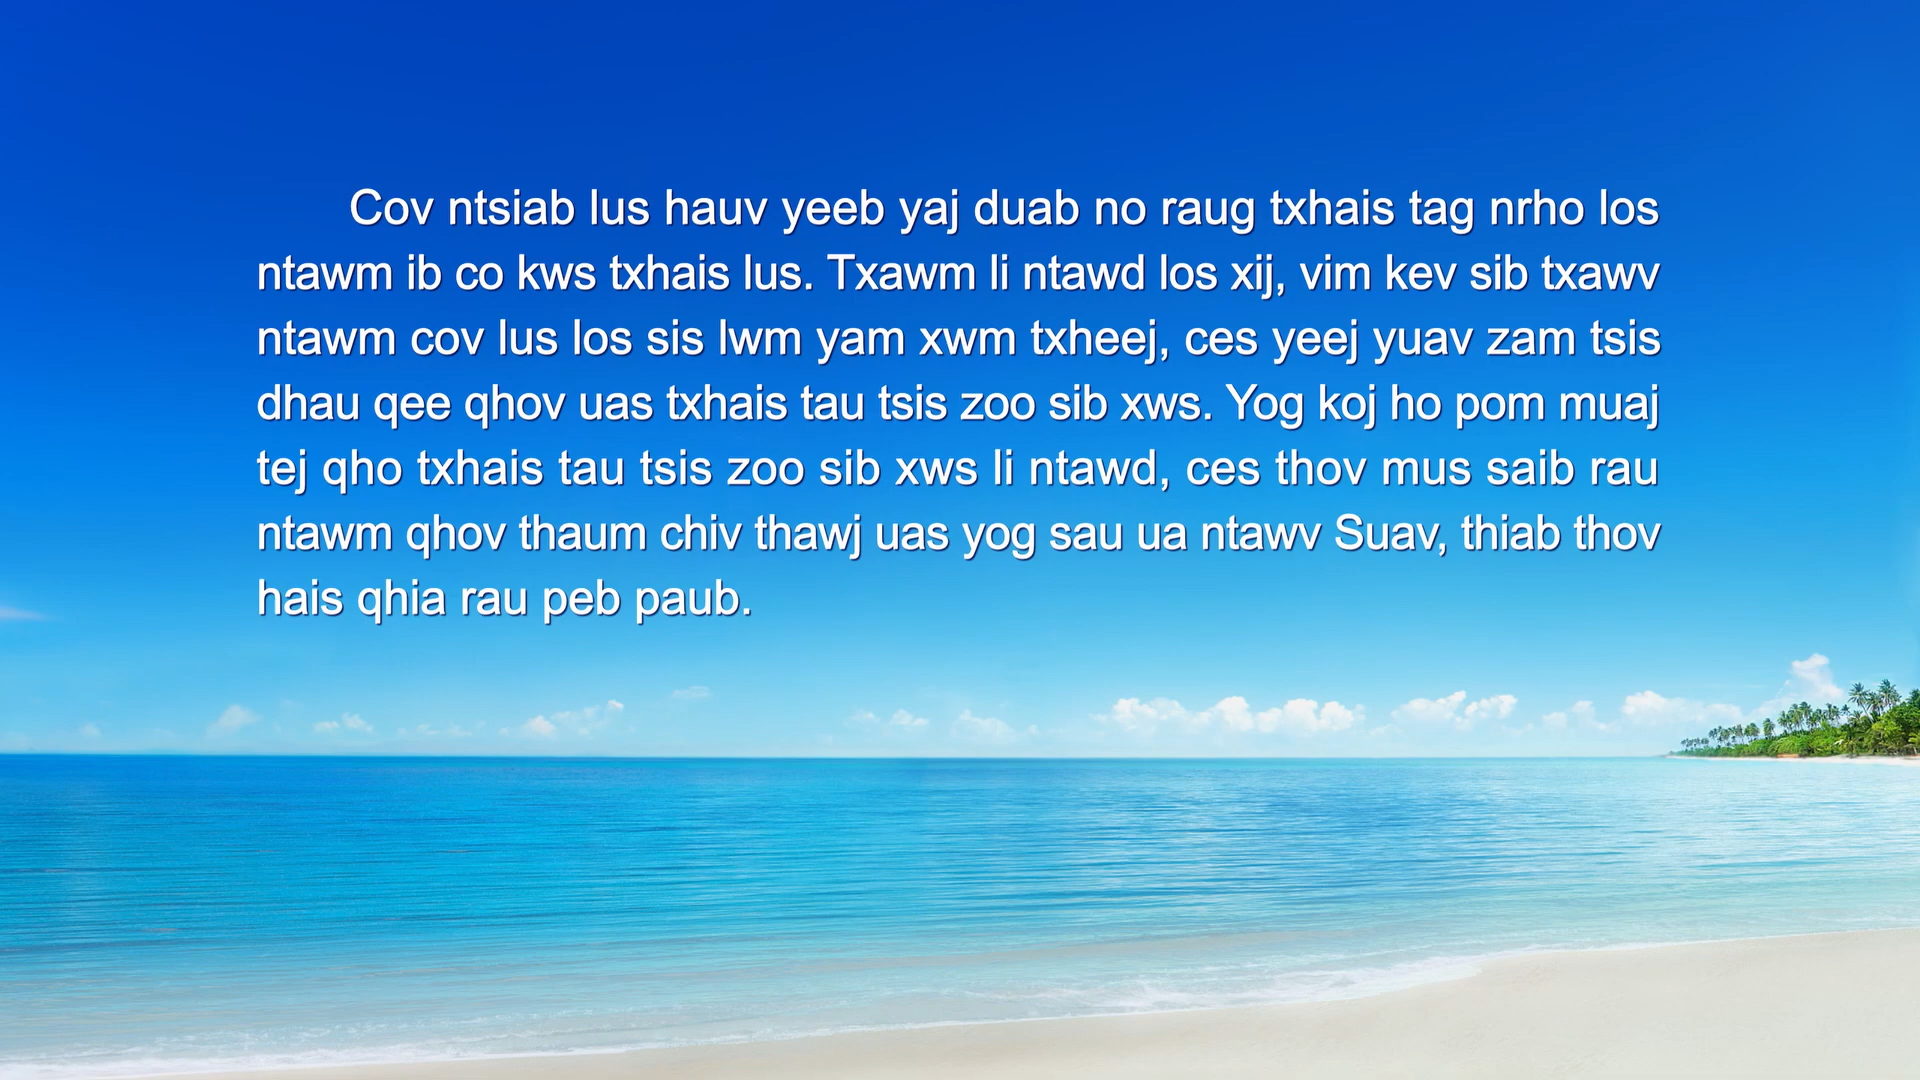 Cov ntsiab lus hauv yeeb yaj duab no raug txhais tag nrho los
ntawm ib co kws txhais lus. Txawm li ntawd los xij, vim kev sib txawv
ntawm cov lus los sis lwm yam xwm txheej, ces yeej yuav zam tsis
dhau qee qhov uas txhais tau tsis zoo sib xws. Yog koj ho pom muaj
tej qho txhais tau tsis zoo sib xws li ntawd, ces thov mus saib rau
ntawm qhov thaum chiv thawj uas yog sau ua ntawv Suav, thiab thov
hais qhia rau peb paub.